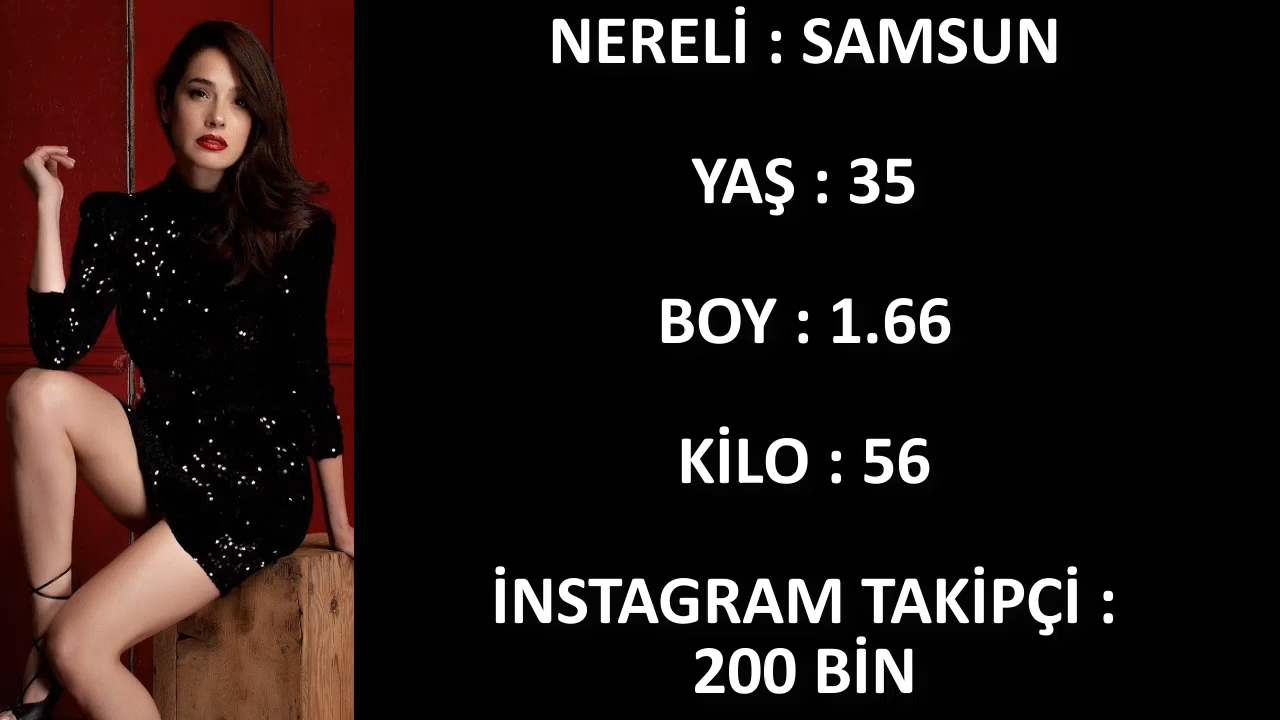 NERELİ : SAMSUN
YAŞ : 35
BOY : 1.66
KİLO : 56
İNSTAGRAM TAKİPÇİ :
200 BİN